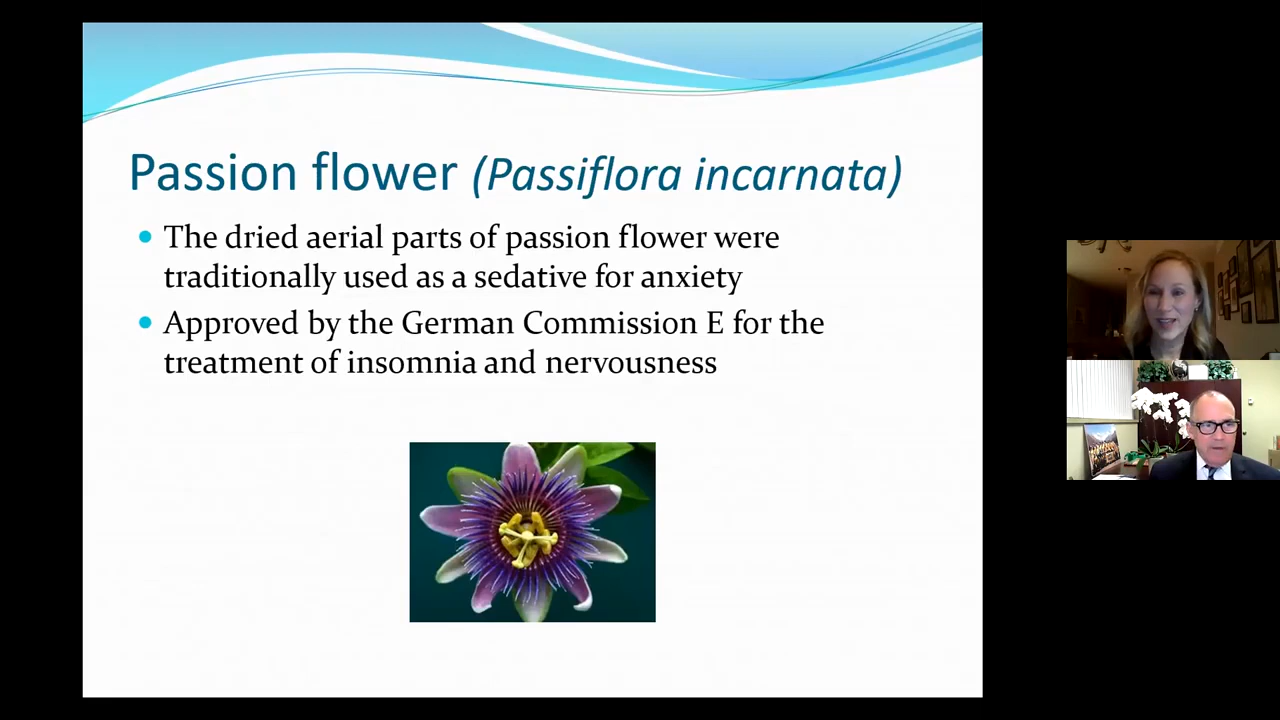 Passion flower (Passiflora incarnata)
The dried aerial parts of passion flower were
traditionally used as a sedative for anxiety
Approved by the German Commission E for the
treatment of insomnia and nervousness